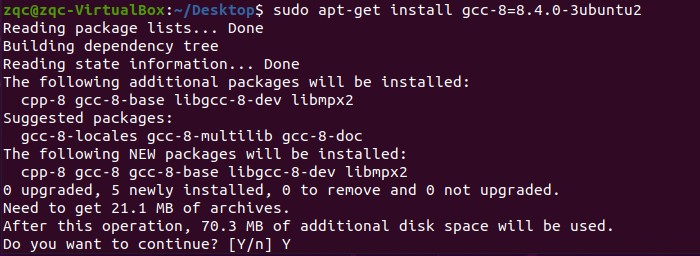 zqc@zqc-VirtualBox:~/Desktop$ sudo apt-get install gcc-8=8.4.0-3ubuntu2
Reading package lists... Done
Building dependency tree
Reading state information... Done
The following additional packages will be installed:
  cpp-8 gcc-8-base libgcc-8-dev libmpx2
Suggested packages:
  gcc-8-locales gcc-8-multilib gcc-8-doc
The following NEW packages will be installed:
  cpp-8 gcc-8 gcc-8-base libgcc-8-dev libmpx2
0 upgraded, 5 newly installed, 0 to remove and 0 not upgraded.
Need to get 21.1 MB of archives.
After this operation, 70.3 MB of additional disk space will be used.
Do you want to continue? [Y/n] Y